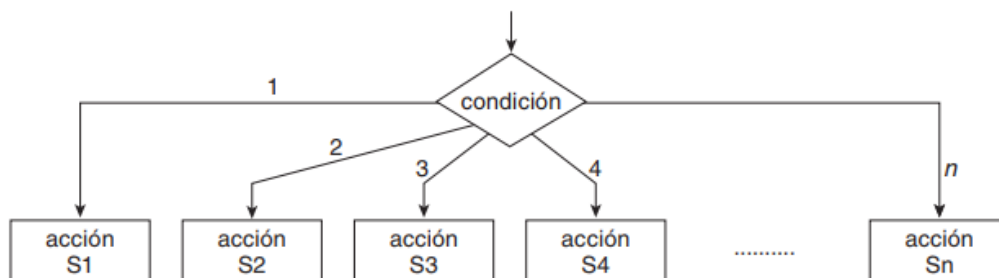 condición
1
2
3
4
n
acción
S1
acción
S2
acción
S3
acción
S4
..........
acción
Sn